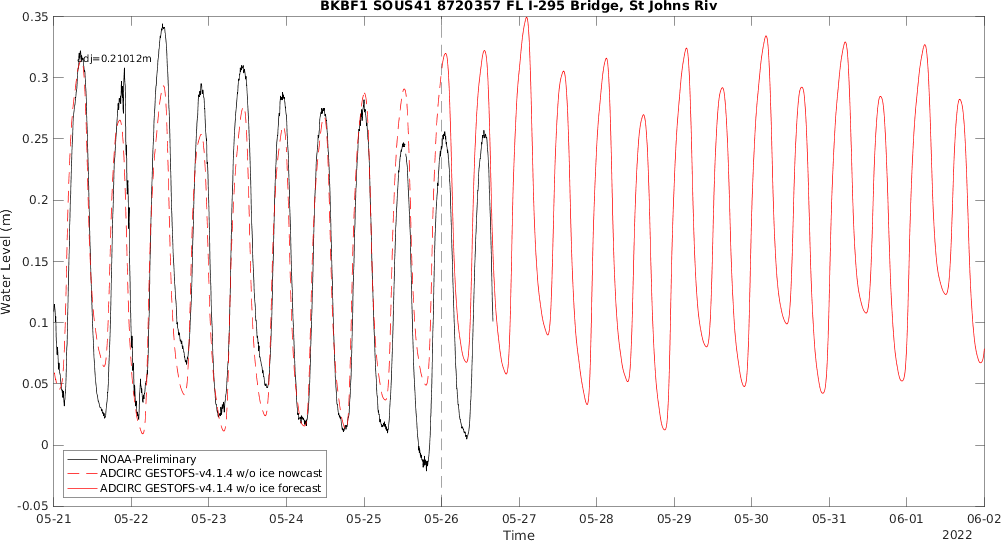 BKBF1 SOUS41 8720357 FL I-295 Bridge, St Johns Riv
0.35
0.3
0.25
0.2
0.15
0.1
0.05
0
-0.05
Water Level (m)
adj=0.21012m
NOAA-Preliminary
ADCIRC GESTOFS-v4.1.4 w/o ice nowcast
ADCIRC GESTOFS-v4.1.4 w/o ice forecast
05-21 05-22 05-23 05-24 05-25 05-26 05-27 05-28 05-29 05-30 05-31 06-01 06-02
Time
2022